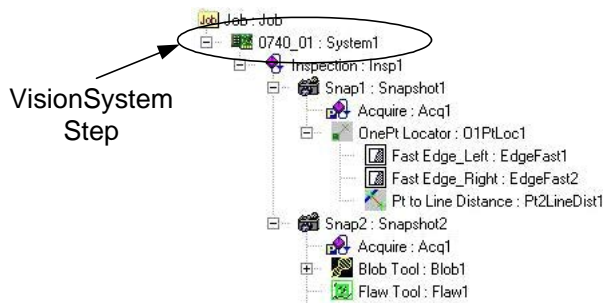 Job Job : Job
0740_01 : System1
Inspection : Insp1
Snap1 : Snapshot1
Acquire : Acq1
OnePt Locator : O1PtLoc1
Fast Edge_Left : EdgeFast1
Fast Edge_Right : EdgeFast2
Pt to Line Distance : Pt2LineDist1
Snap2 : Snapshot2
Acquire : Acq1
Blob Tool : Blob1
Flaw Tool : Flaw1
VisionSystem
Step